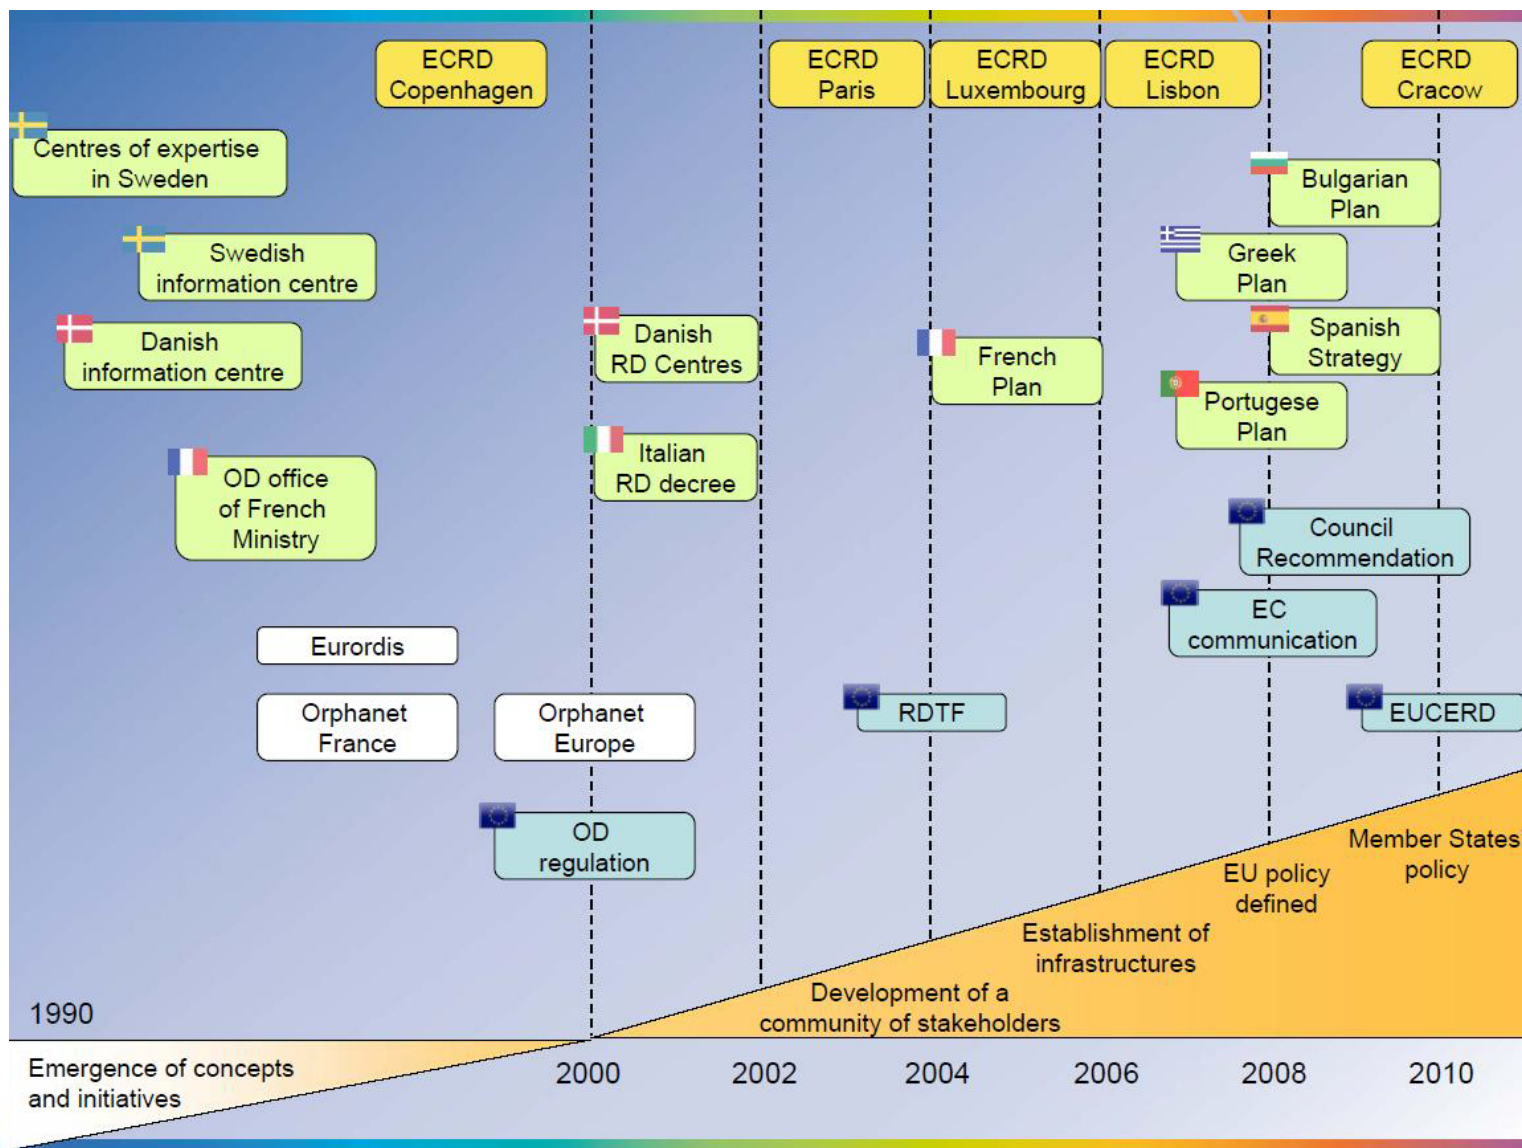 ECRD
Copenhagen
ECRD
Paris
ECRD
Luxembourg
ECRD
Lisbon
ECRD
Cracow
Centres of expertise
in Sweden
Bulgarian
Plan
Swedish
information centre
Greek
Plan
Danish
information centre
Danish
RD Centres
French
Plan
Spanish
Strategy
Portugese
Plan
OD office
of French
Ministry
Italian
RD decree
Council
Recommendation
EC
communication
Eurordis
Orphanet
France
Orphanet
Europe
RDTF
EUCERD
OD
regulation
Member States'
policy
EU policy
defined
Establishment of
infrastructures
Development of a
community of stakeholders
1990
Emergence of concepts
and initiatives
2000
2002
2004
2006
2008
2010